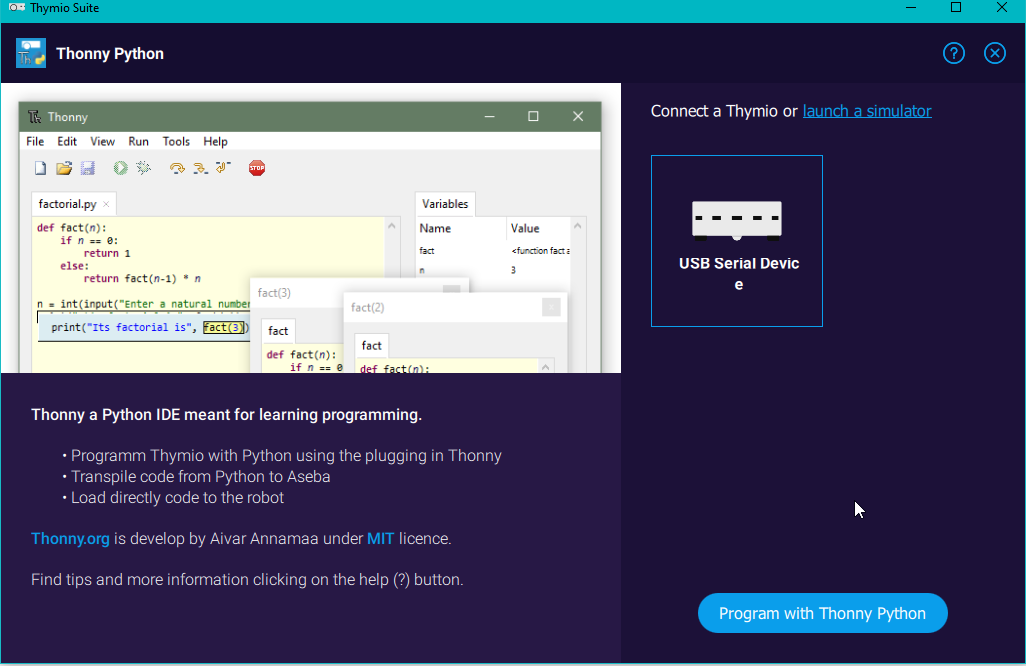 Thymio Suite
Thonny Python
?
Connect a Thymio or launch a simulator
USB Serial Devic
e
Program with Thonny Python
Thonny
File Edit View Run Tools Help
STOP
factorial.py ×
def fact(n):
if n == 0:
return 1
else:
return fact(n-1) * n
n = int(input("Enter a natural number
print("Its factorial is", fact(3))
Variables
Name Value
fact <function fact a
n 3
fact(3)
fact
def fact(n):
if n == 0
fact(2)
fact
def fact(n):
Thonny a Python IDE meant for learning programming.
• Programm Thymio with Python using the plugging in Thonny
• Transpile code from Python to Aseba
• Load directly code to the robot
Thonny.org is develop by Aivar Annamaa under MIT licence.
Find tips and more information clicking on the help (?) button.